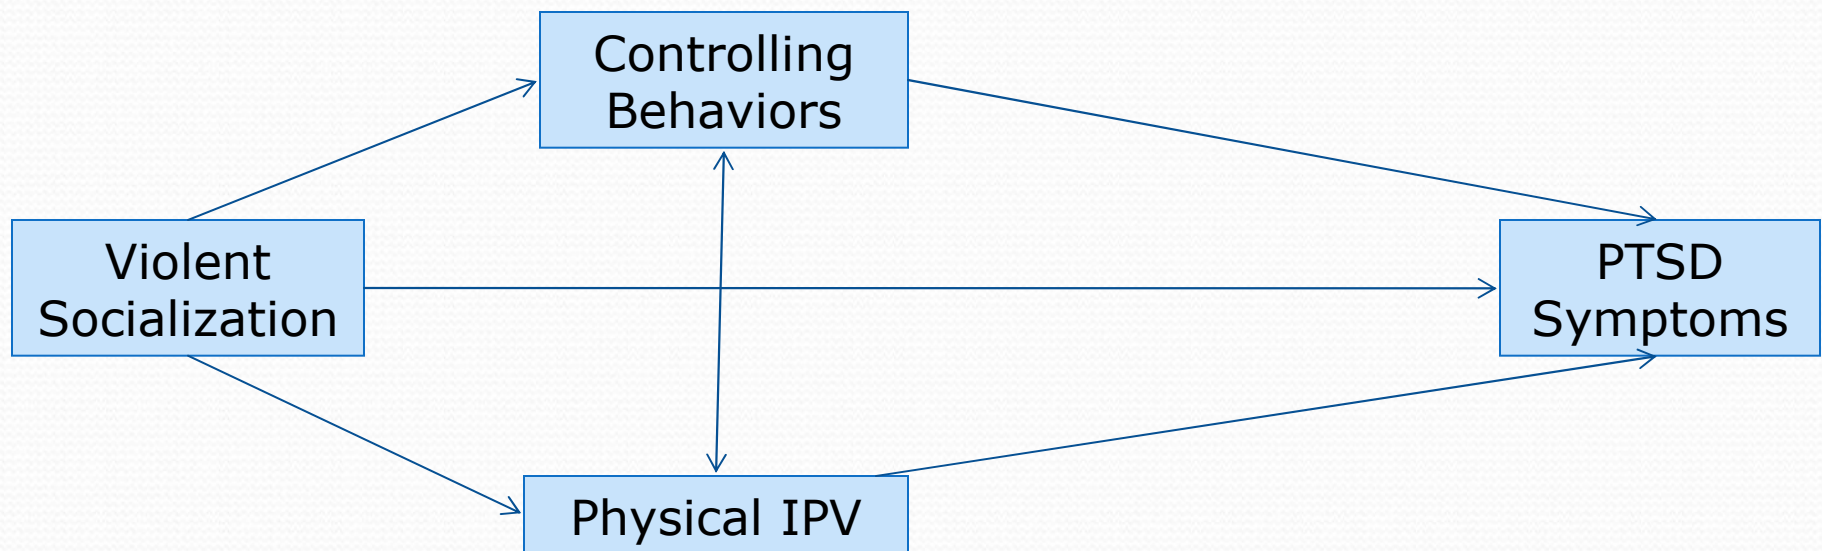 Controlling
Behaviors
Violent
Socialization
PTSD
Symptoms
Physical IPV